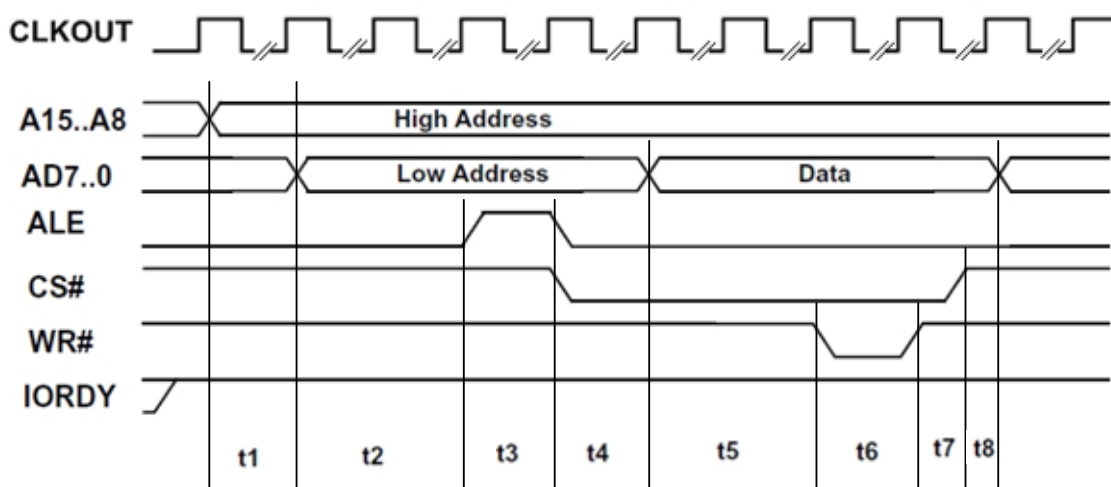 CLKOUT
A15..A8 High Address
AD7..0 Low Address Data
ALE
CS#
WR#
IORDY
t1 t2 t3 t4 t5 t6 t7 t8